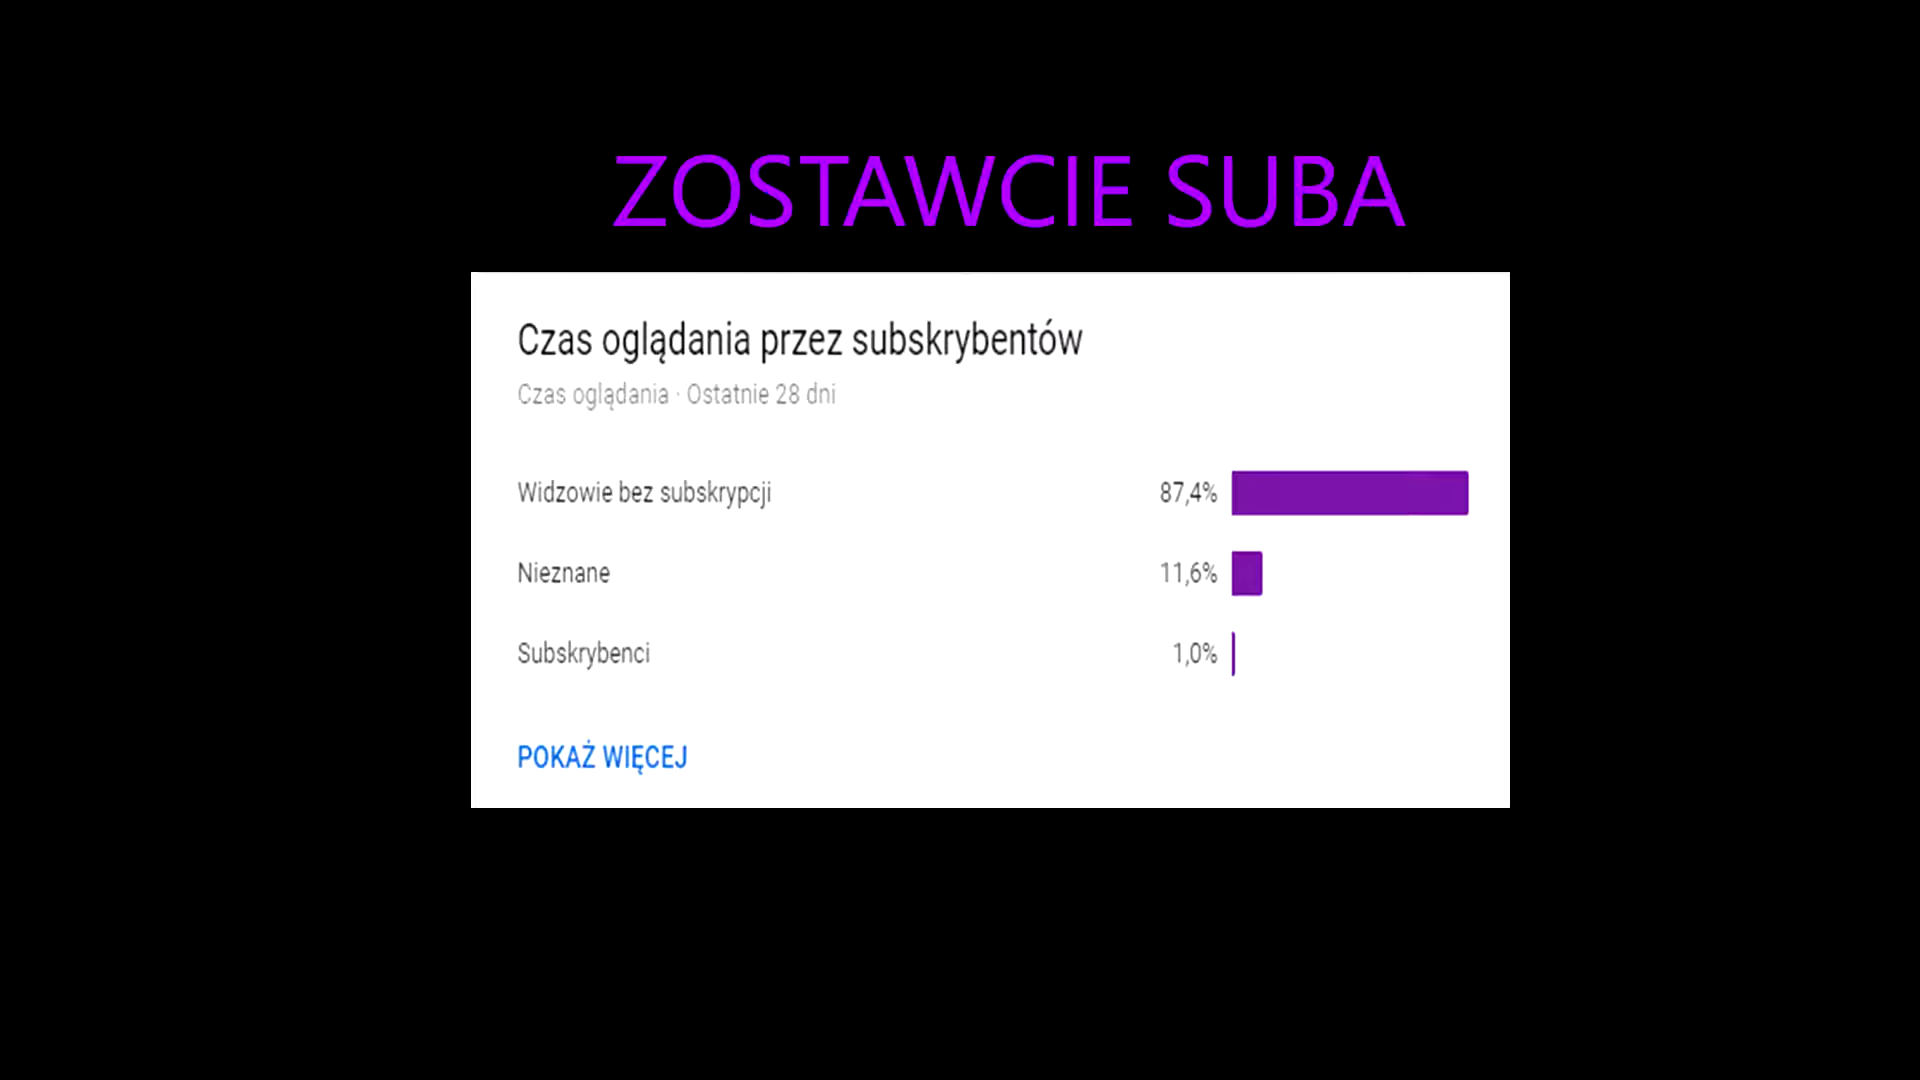 ZOSTAWCIE SUBA
Czas oglądania przez subskrybentów
Czas oglądania · Ostatnie 28 dni
Widzowie bez subskrypcji 87,4%
Nieznane 11,6%
Subskrybenci 1,0%
POKAŻ WIĘCEJ